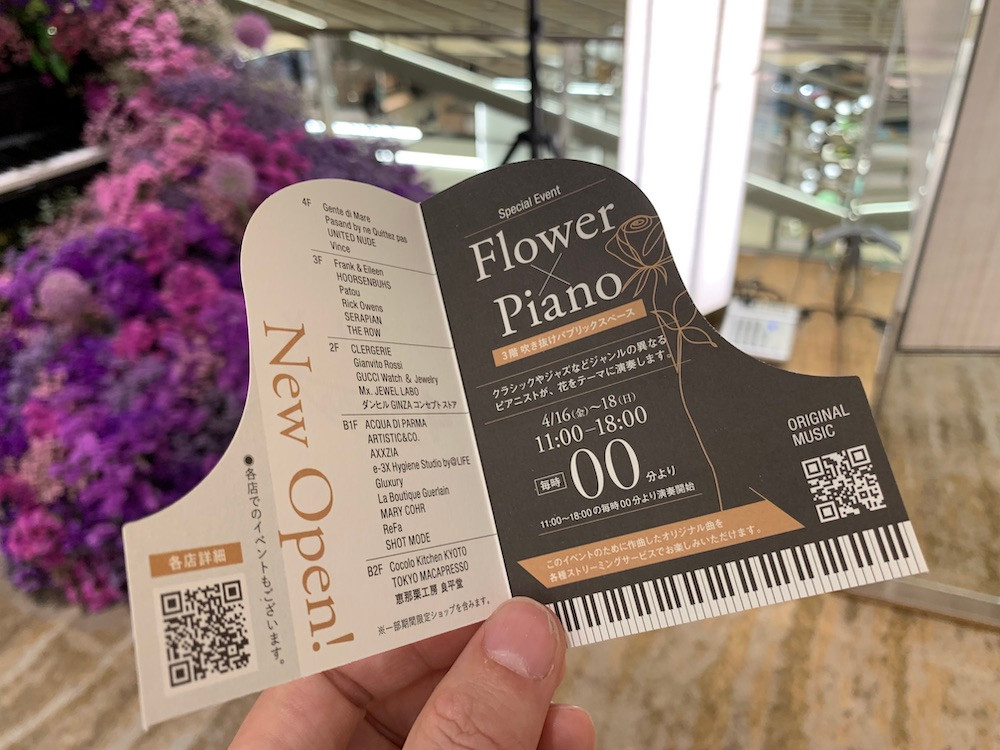 4F Gente di Mare
Pasand by ne Quittez pas
UNITED NUDE
Vince
3F Frank & Eileen
HOORSENBUHS
Patou
Rick Owens
SERAPIAN
THE ROW
2F CLERGERIE
Gianvito Rossi
GUCCI Watch & Jewelry
Mx. JEWEL LABO
ダンヒル GINZA コンセプト ストア
B1F ACQUA DI PARMA
ARTISTIC&CO.
AXXZIA
e-3X Hygiene Studio by@LIFE
Gluxury
La Boutique Guerlain
MARY COHR
ReFa
SHOT MODE
B2F Cocolo Kitchen KYOTO
TOKYO MACAPRESSO
恵那栗工房 良平堂
※一部期間限定ショップを含みます。
New Open!
●各店でのイベントもございます。
各店詳細
Special Event
Flower
×
Piano
3階 吹き抜けパブリックスペース
クラシックやジャズなどジャンルの異なる
ピアニストが、花をテーマに演奏します。
4/16(金)~18(日)
11:00–18:00
毎時 00 分より
11:00~18:00の毎時00分より演奏開始
ORIGINAL
MUSIC
このイベントのために作曲したオリジナル曲を
各種ストリーミングサービスでお楽しみいただけます。